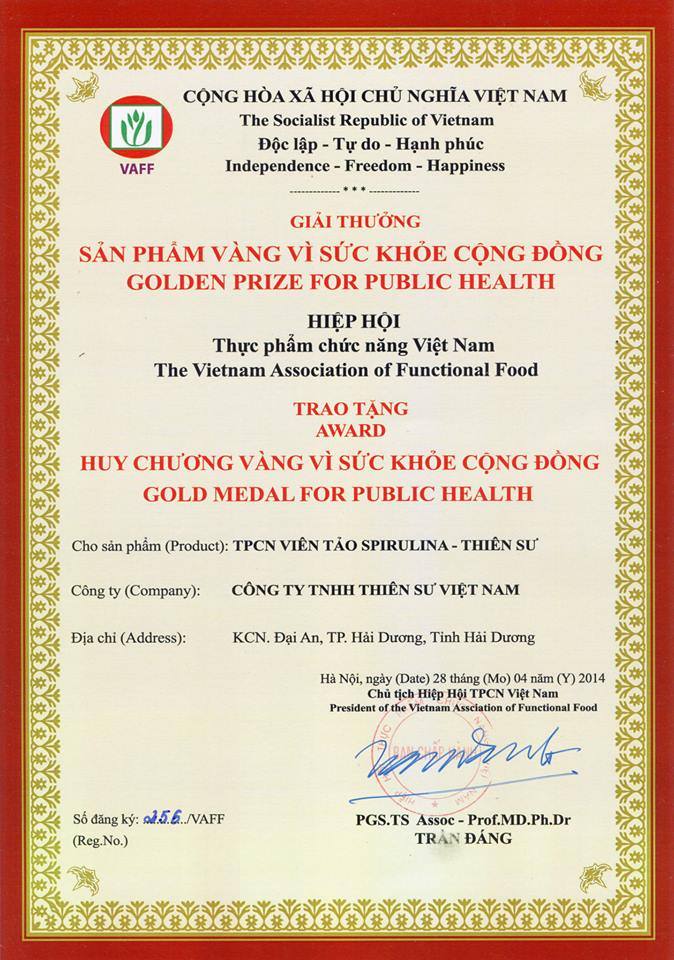 CỘNG HÒA XÃ HỘI CHỦ NGHĨA VIỆT NAM
The Socialist Republic of Vietnam
Độc lập - Tự do - Hạnh phúc
Independence - Freedom - Happiness
------------- * * * -------------
VAFF
GIẢI THƯỞNG
SẢN PHẨM VÀNG VÌ SỨC KHỎE CỘNG ĐỒNG
GOLDEN PRIZE FOR PUBLIC HEALTH
HIỆP HỘI
Thực phẩm chức năng Việt Nam
The Vietnam Association of Functional Food
TRAO TẶNG
AWARD
HUY CHƯƠNG VÀNG VÌ SỨC KHỎE CỘNG ĐỒNG
GOLD MEDAL FOR PUBLIC HEALTH
Cho sản phẩm (Product): TPCN VIÊN TẢO SPIRULINA - THIÊN SƯ
Công ty (Company): CÔNG TY TNHH THIÊN SƯ VIỆT NAM
Địa chỉ (Address): KCN. Đại An, TP. Hải Dương, Tỉnh Hải Dương
Hà Nội, ngày (Date) 28 tháng (Mo) 04 năm (Y) 2014
Chủ tịch Hiệp Hội TPCN Việt Nam
President of the Vietnam Assciation of Functional Food
BAN CHẤP HÀNH
Số đăng ký: 256/VAFF
(Reg.No.)
PGS.TS Assoc - Prof.MD.Ph.Dr
TRẦN ĐÁNG